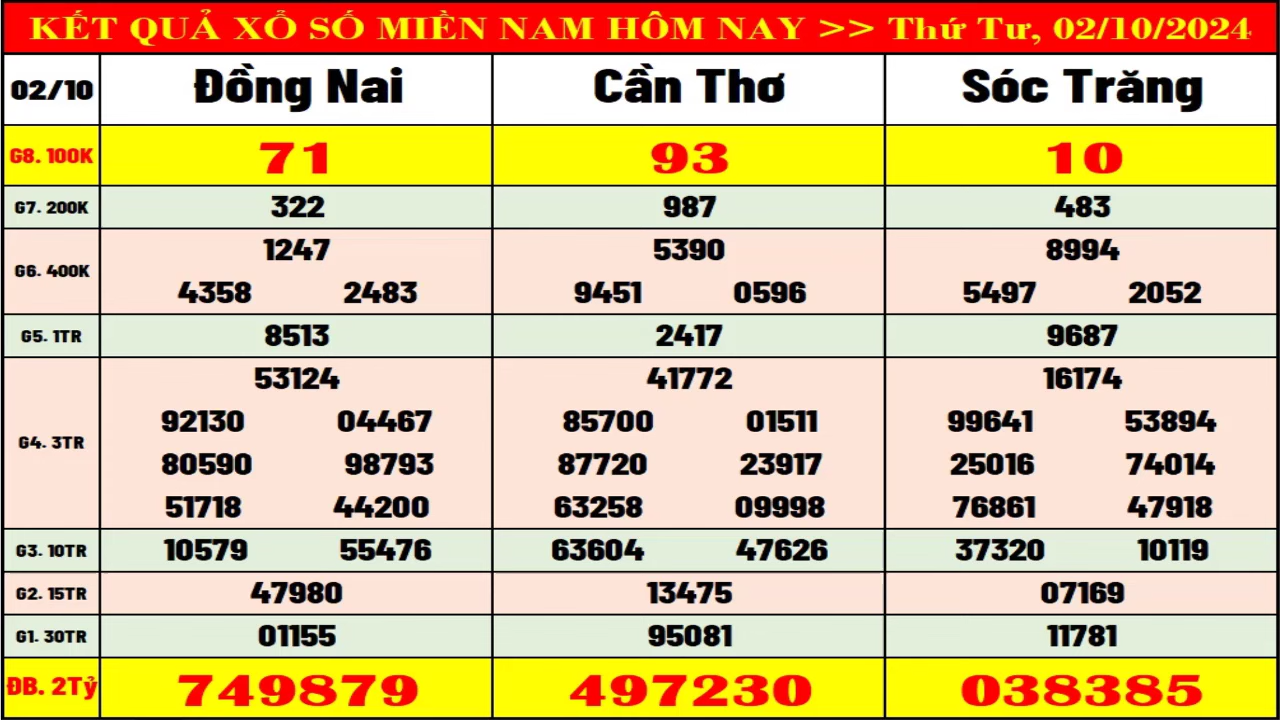 KẾT QUẢ XỔ SỐ MIỀN NAM HÔM NAY >> Thứ Tư, 02/10/2024
02/10 Đồng Nai Cần Thơ Sóc Trăng
G8. 100K 71 93 10
G7. 200K 322 987 483
1247 5390 8994
G6. 400K
4358 2483 9451 0596 5497 2052
G5. 1TR 8513 2417 9687
53124 41772 16174
92130 04467 85700 01511 99641 53894
G4. 3TR
80590 98793 87720 23917 25016 74014
51718 44200 63258 09998 76861 47918
G3. 10TR 10579 55476 63604 47626 37320 10119
G2. 15TR 47980 13475 07169
G1. 30TR 01155 95081 11781
ĐB. 2Tỷ 749879 497230 038385